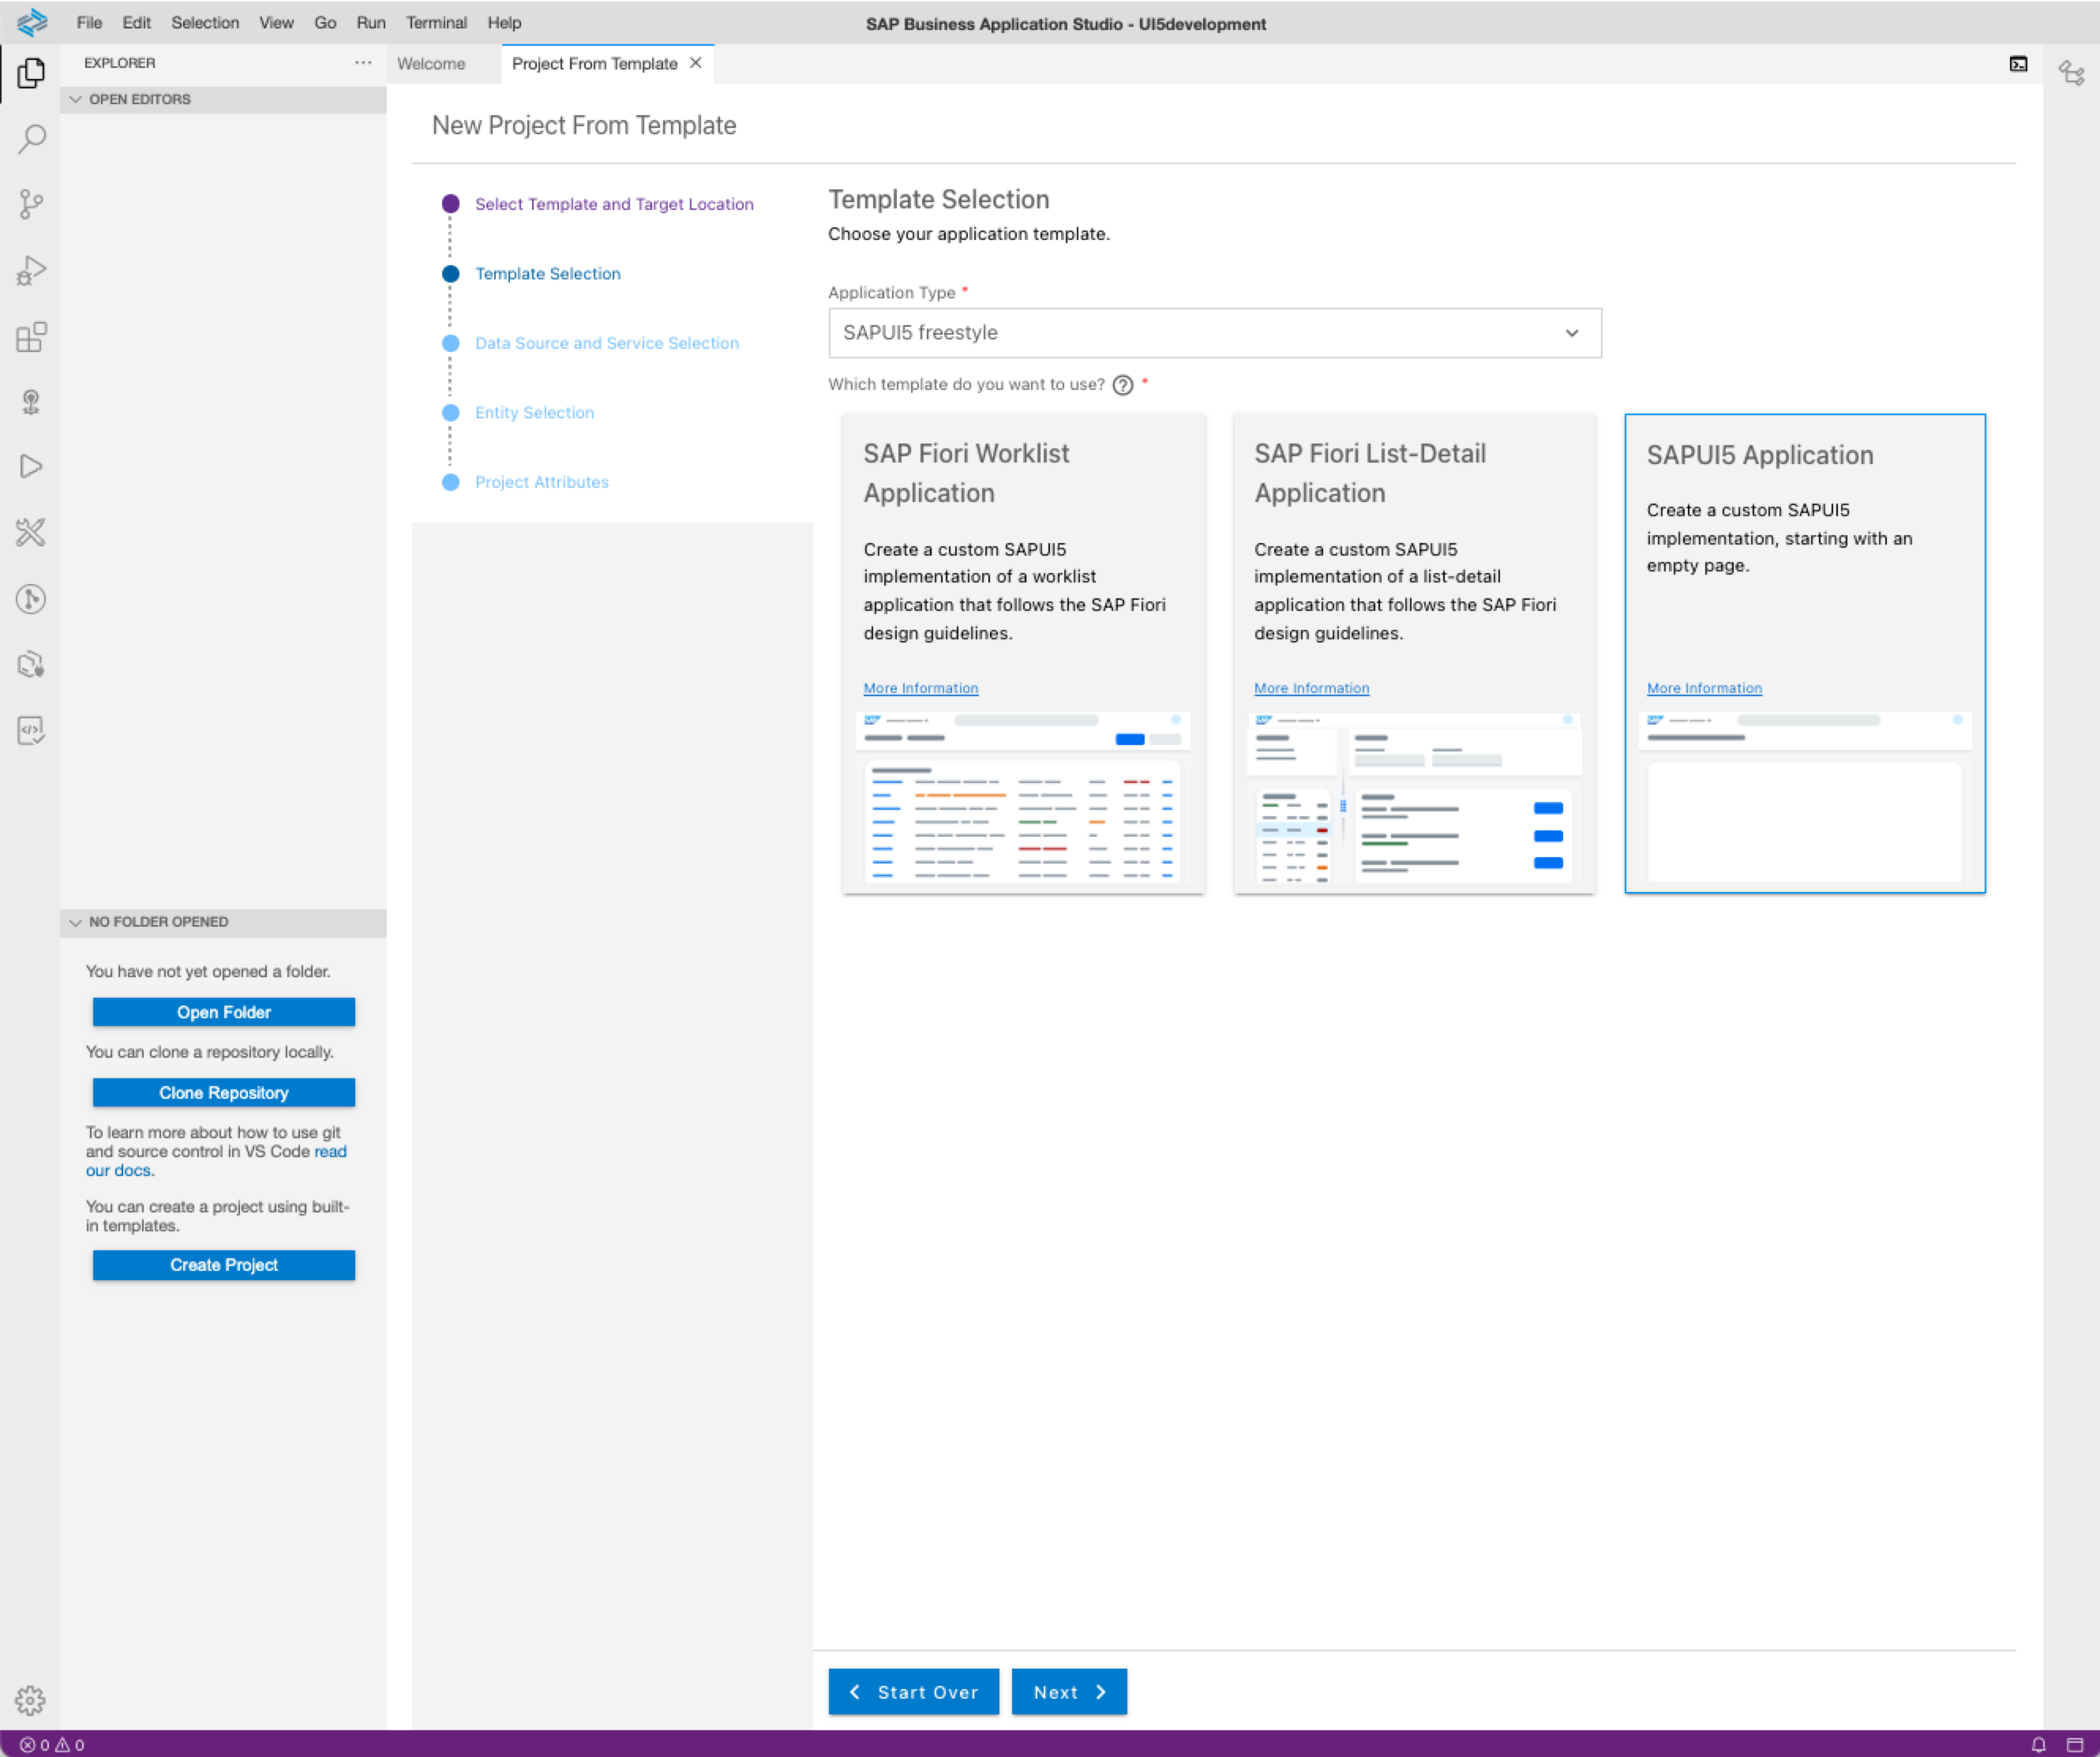 File Edit Selection View Go Run Terminal Help
SAP Business Application Studio - UI5development
EXPLORER
Welcome
Project From Template
OPEN EDITORS
New Project From Template
Select Template and Target Location
Template Selection
Data Source and Service Selection
Entity Selection
Project Attributes
Template Selection
Choose your application template.
Application Type *
SAPUI5 freestyle
Which template do you want to use? *
SAP Fiori Worklist
Application
Create a custom SAPUI5
implementation of a worklist
application that follows the SAP Fiori
design guidelines.
More Information
SAP Fiori List-Detail
Application
Create a custom SAPUI5
implementation of a list-detail
application that follows the SAP Fiori
design guidelines.
More Information
SAPUI5 Application
Create a custom SAPUI5
implementation, starting with an
empty page.
More Information
NO FOLDER OPENED
You have not yet opened a folder.
Open Folder
You can clone a repository locally.
Clone Repository
To learn more about how to use git
and source control in VS Code read
our docs.
You can create a project using built-
in templates.
Create Project
Start Over
Next
0 0